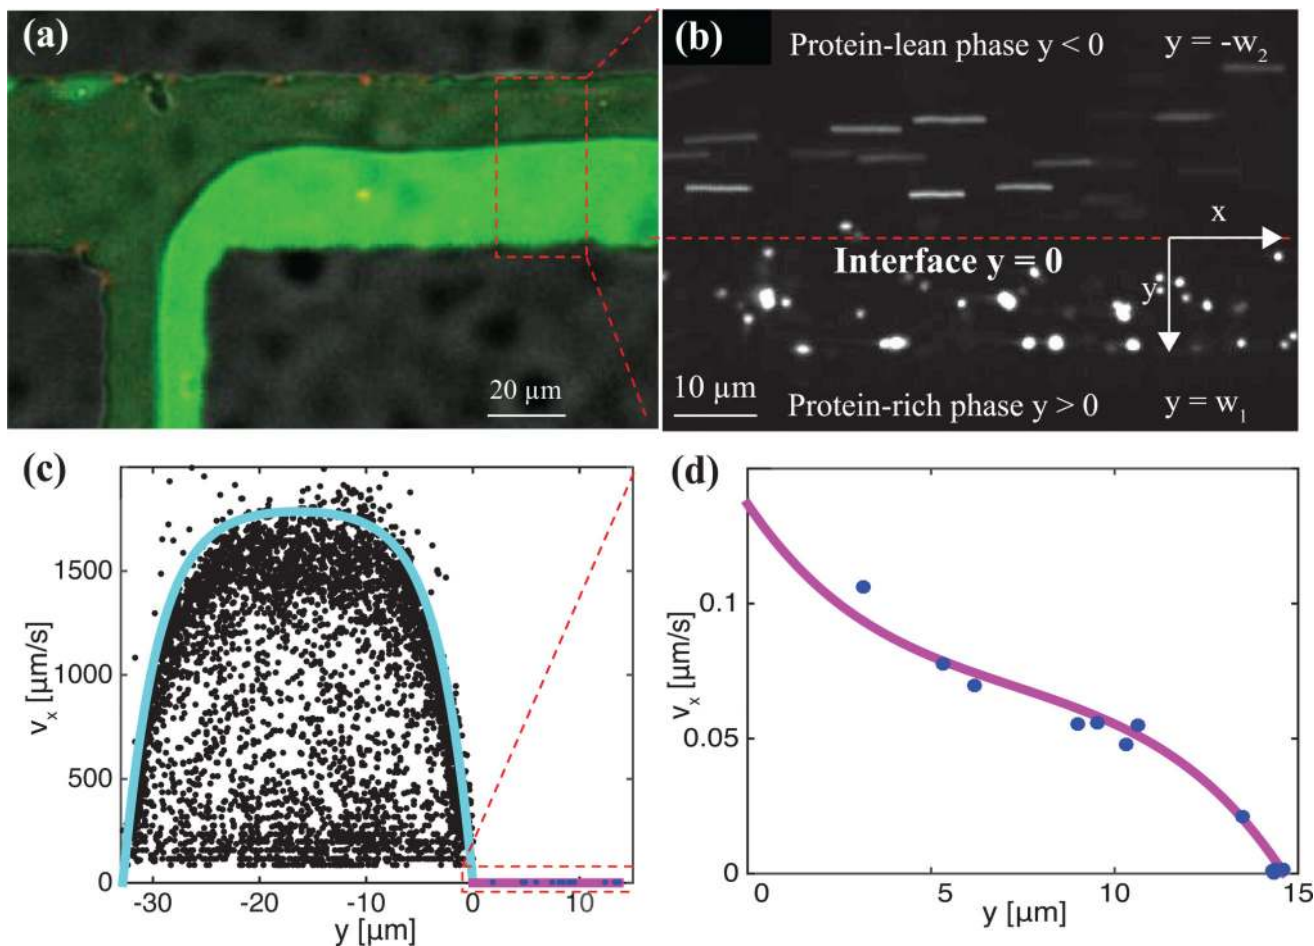 (a)
20 µm
(b)
Protein-lean phase y < 0
y = -w₂
x
Interface y = 0
y
10 µm
Protein-rich phase y > 0
y = w₁
(c)
1500
1000
500
0
-30
-20
-10
0
10
y [µm]
vₓ [µm/s]
(d)
0.1
0.05
0
0
5
10
15
y [µm]
vₓ [µm/s]